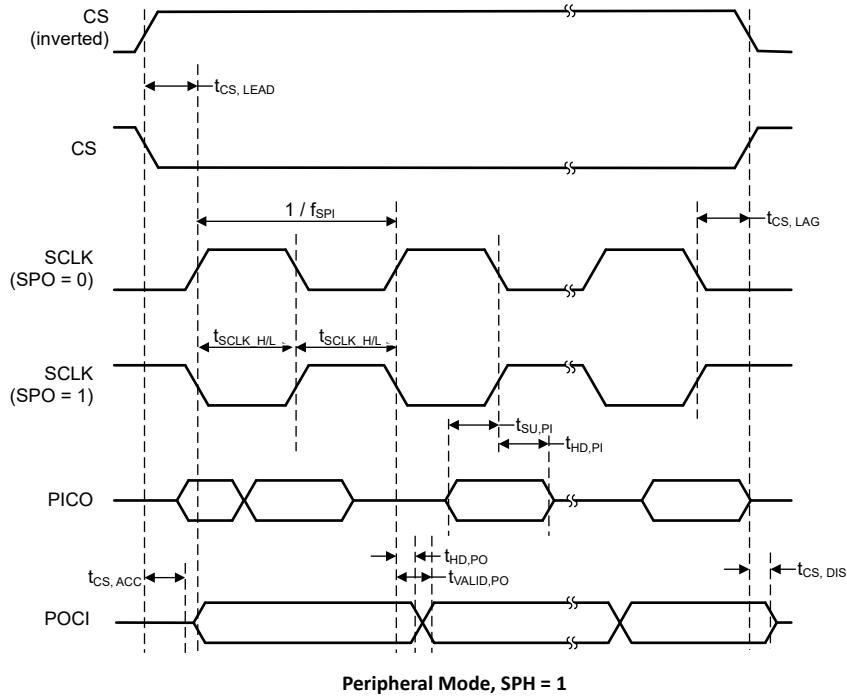 CS
(inverted)
tCS, LEAD
CS
1 / fSPI
tCS, LAG
SCLK
(SPO = 0)
tSCLK_H/L
tSCLK_H/L
SCLK
(SPO = 1)
tSU,PI
tHD,PI
PICO
tHD,PO
tCS, ACC
tVALID,PO
tCS, DIS
POCI
Peripheral Mode, SPH = 1